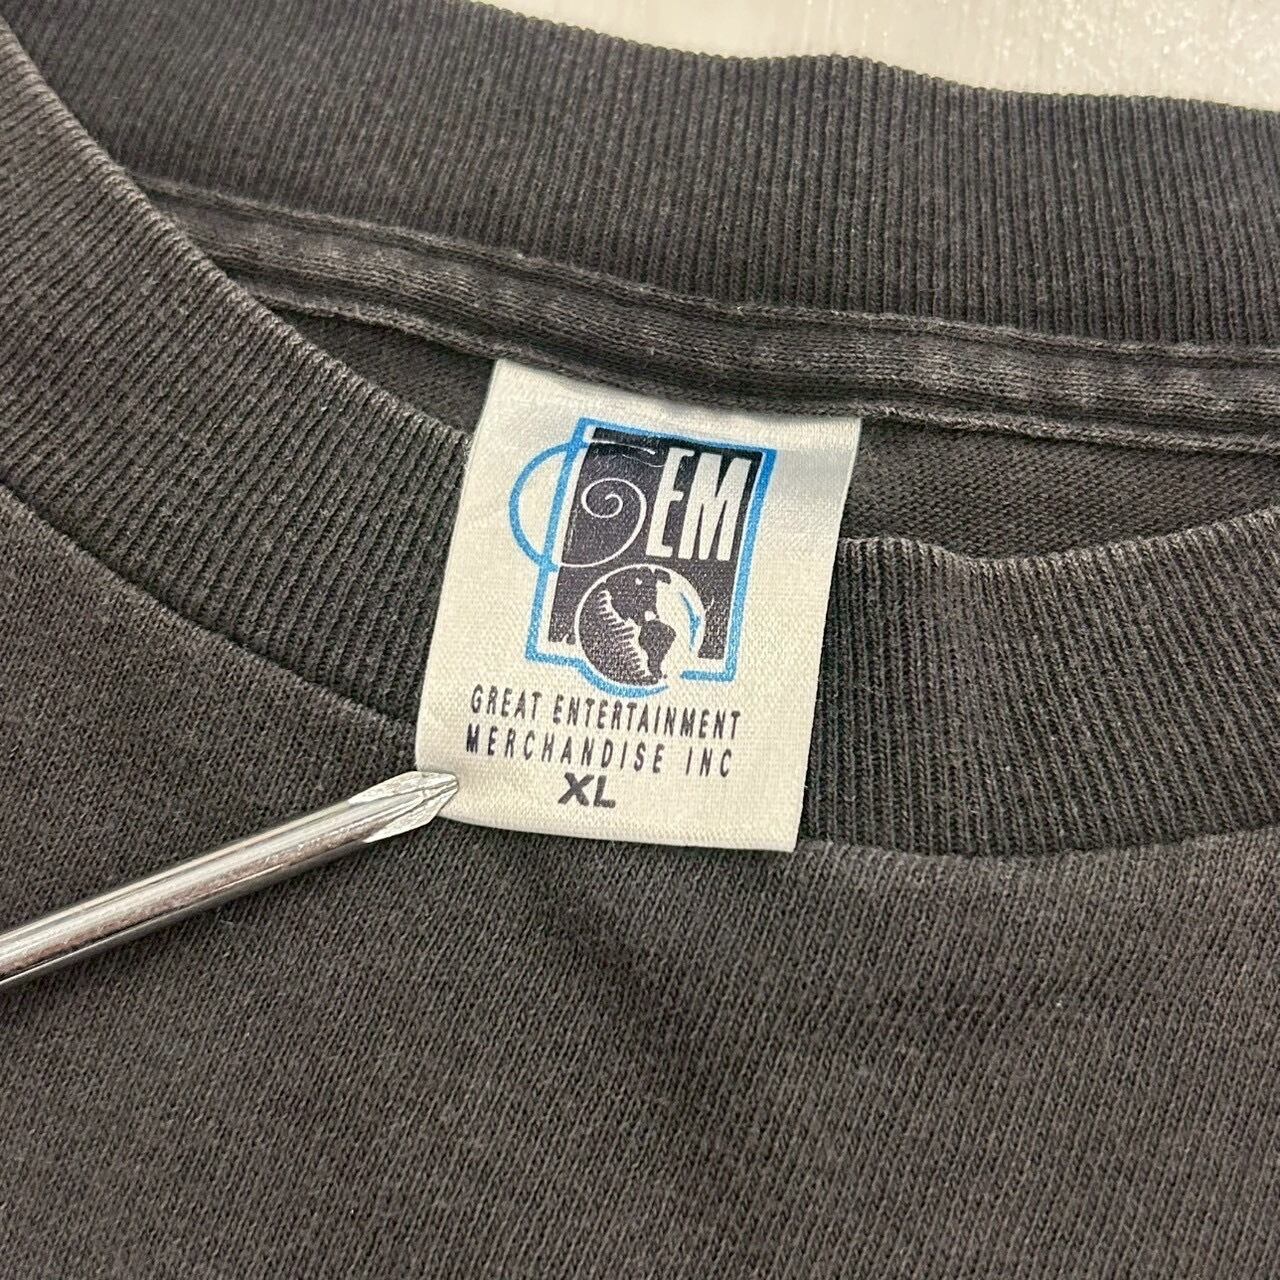 GEM
GREAT ENTERTAINMENT
MERCHANDISE INC
XL